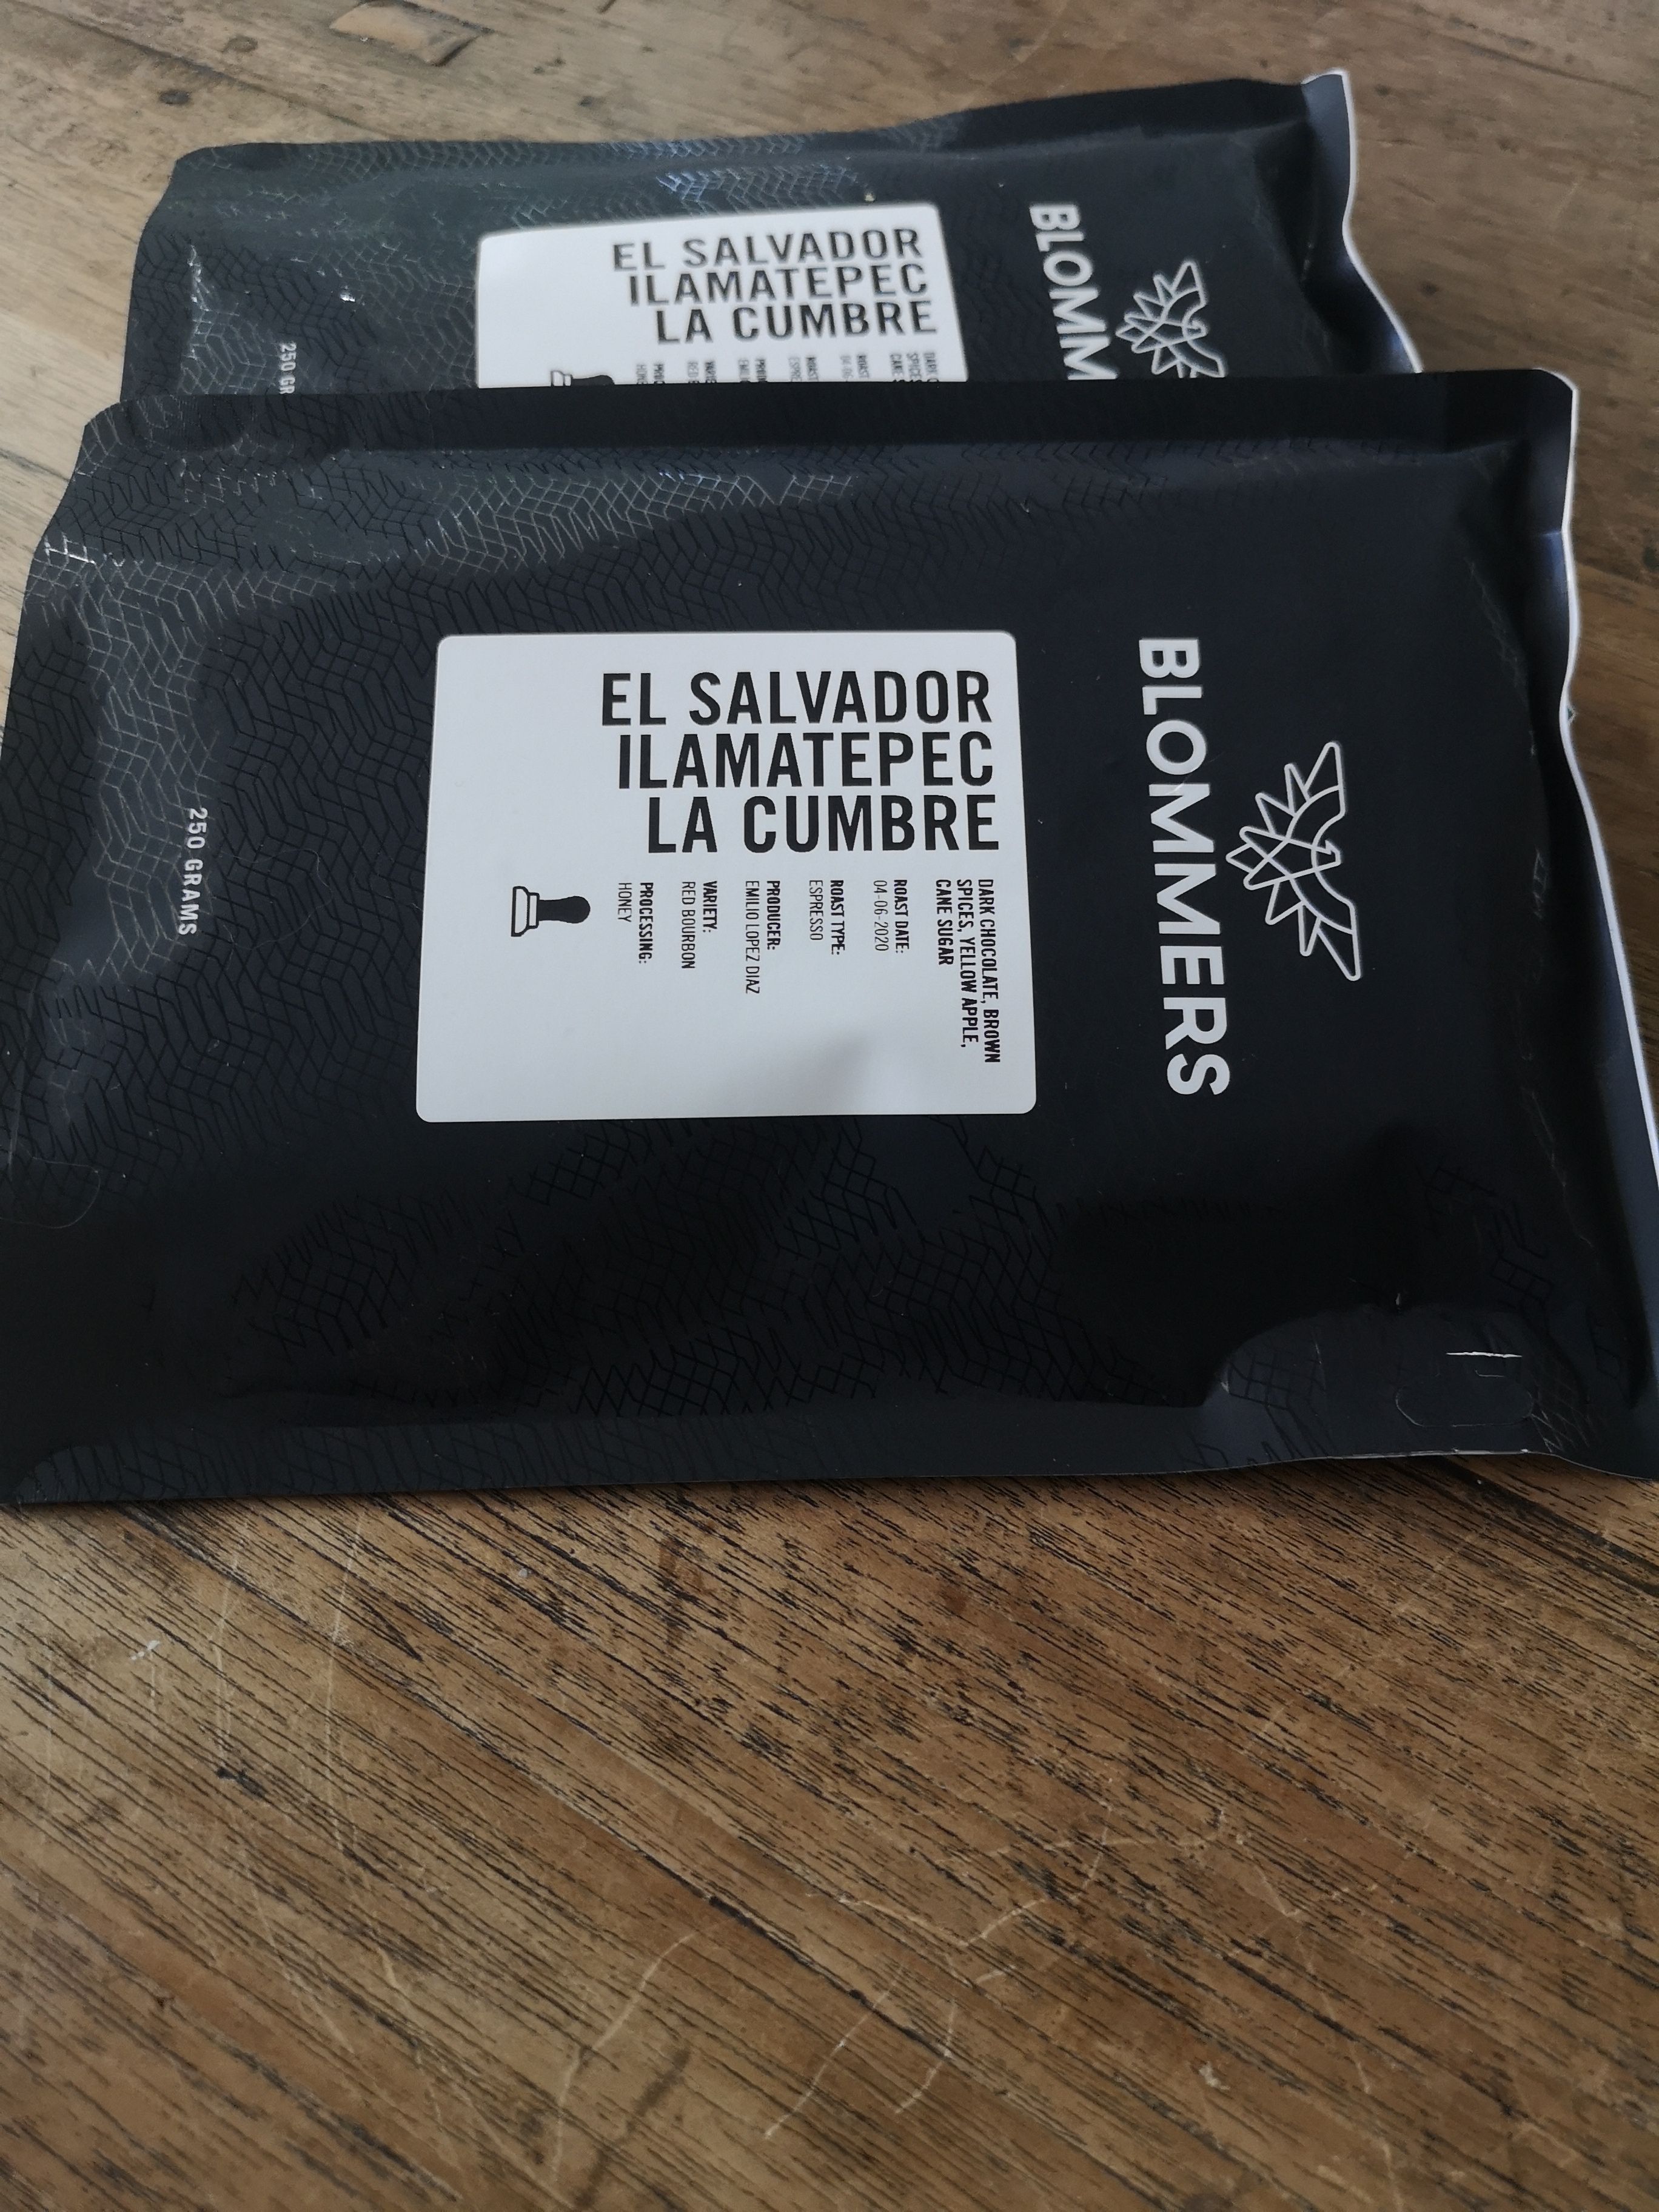 BLOMM
EL SALVADOR
ILAMATEPEC
LA CUMBRE
250 GR
BLOMMERS
EL SALVADOR
ILAMATEPEC
LA CUMBRE
DARK CHOCOLATE, BROWN
SPICES, YELLOW APPLE,
CANE SUGAR
ROAST DATE:
04-06-2020
ROAST TYPE:
ESPRESSO
PRODUCER:
EMILIO LOPEZ DIAZ
VARIETY:
RED BOURBON
PROCESSING:
HONEY
250 GRAMS